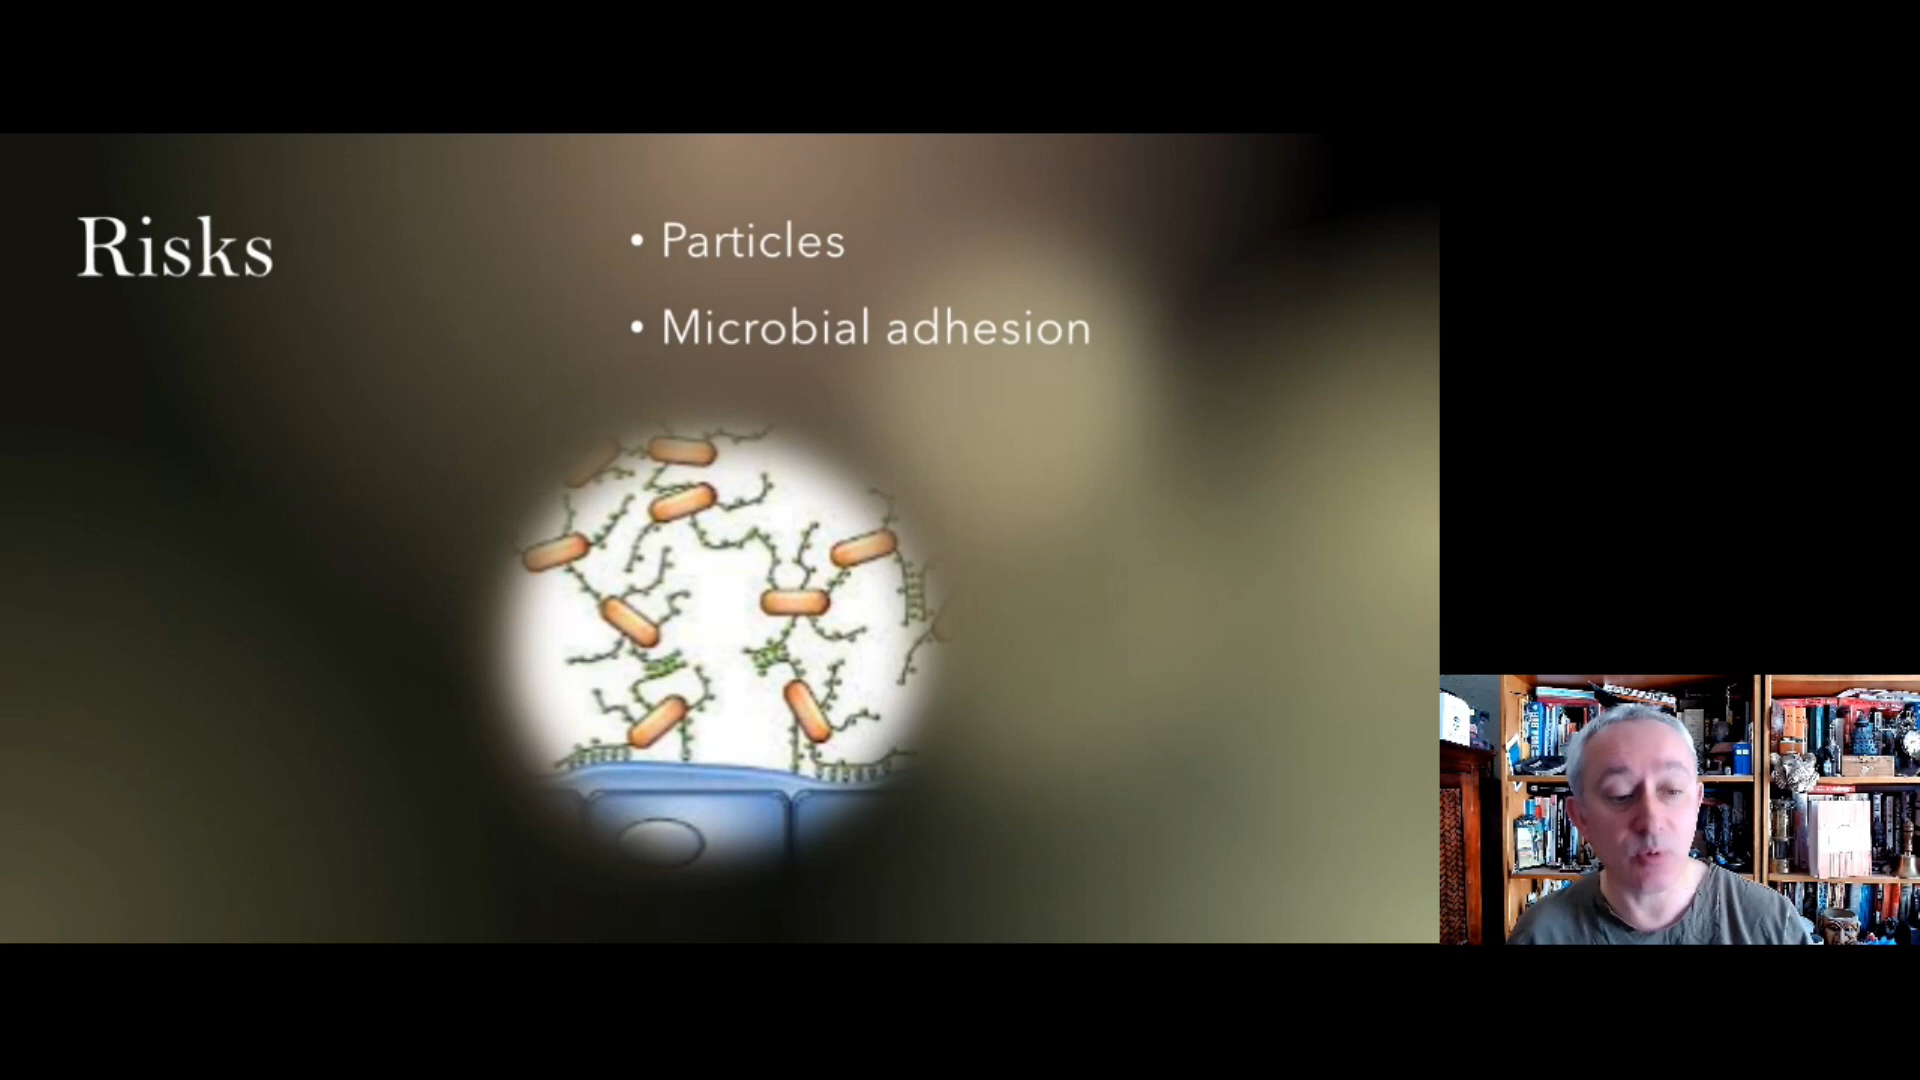 Risks
• Particles
• Microbial adhesion